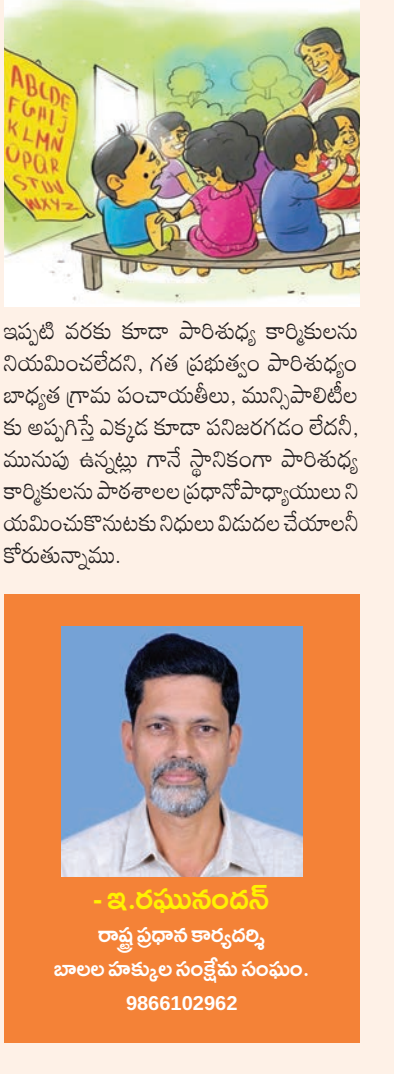 ABCDE
FGHIJ
KLMN
OPQR
STUV
WXYZ
ఇప్పటి వరకు కూడా పారిశుధ్య కార్మికులను
నియమించలేదని, గత ప్రభుత్వం పారిశుధ్యం
బాధ్యత గ్రామ పంచాయతీలు, మున్సిపాలిటీల
కు అప్పగిస్తే ఎక్కడ కూడా పనిజరగడం లేదనీ,
మునుపు ఉన్నట్లు గానే స్థానికంగా పారిశుధ్య
కార్మికులను పాఠశాలల ప్రధానోపాధ్యాయులు ని
యమించుకొనుటకు నిధులు విడుదల చేయాలనీ
కోరుతున్నాము.
- ఇ.రఘునందన్
రాష్ట్ర ప్రధాన కార్యదర్శి
బాలల హక్కుల సంక్షేమ సంఘం.
9866102962